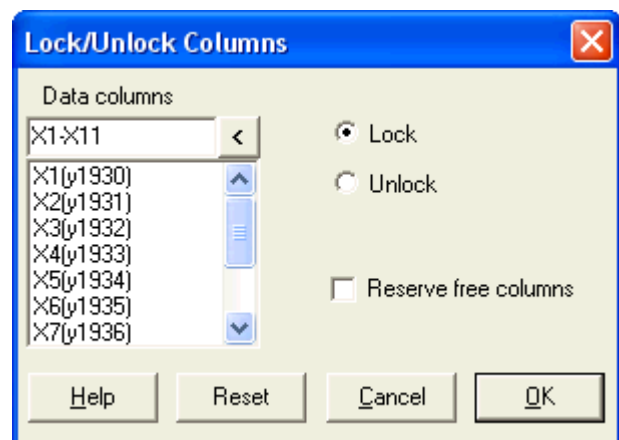 Lock/Unlock Columns
Data columns
X1-X11 <
X1(y1930)
X2(y1931)
X3(y1932)
X4(y1933)
X5(y1934)
X6(y1935)
X7(y1936)
Lock
Unlock
Reserve free columns
Help Reset Cancel OK